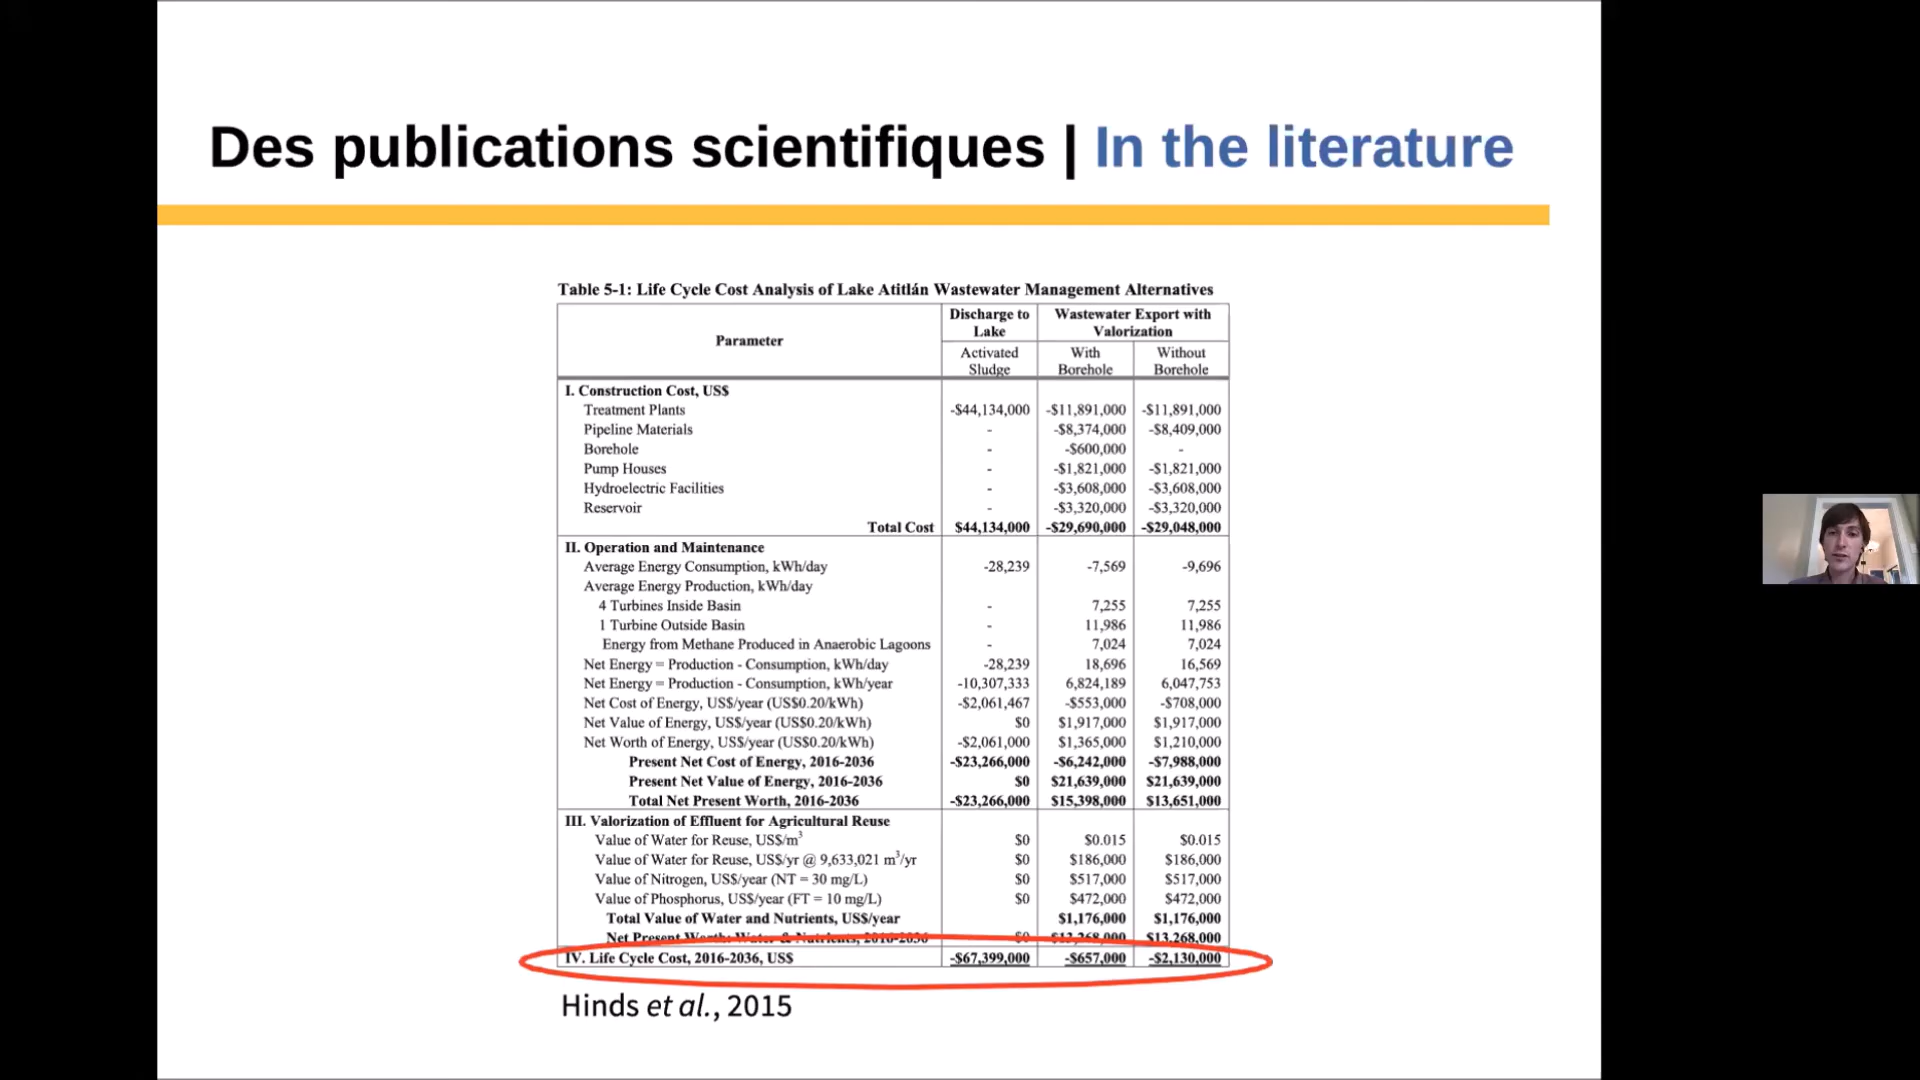 Des publications scientifiques | In the literature
Table 5-1: Life Cycle Cost Analysis of Lake Atitlán Wastewater Management Alternatives
Parameter
Discharge to Lake
Wastewater Export with Valorization
Activated Sludge
With Borehole
Without Borehole
I. Construction Cost, US$
Treatment Plants -$44,134,000 -$11,891,000 -$11,891,000
Pipeline Materials - -$8,374,000 -$8,409,000
Borehole - -$600,000 -
Pump Houses - -$1,821,000 -$1,821,000
Hydroelectric Facilities - -$3,608,000 -$3,608,000
Reservoir - -$3,320,000 -$3,320,000
Total Cost $44,134,000 -$29,690,000 -$29,048,000
II. Operation and Maintenance
Average Energy Consumption, kWh/day -28,239 -7,569 -9,696
Average Energy Production, kWh/day
4 Turbines Inside Basin - 7,255 7,255
1 Turbine Outside Basin - 11,986 11,986
Energy from Methane Produced in Anaerobic Lagoons - 7,024 7,024
Net Energy = Production - Consumption, kWh/day -28,239 18,696 16,569
Net Energy = Production - Consumption, kWh/year -10,307,333 6,824,189 6,047,753
Net Cost of Energy, US$/year (US$0.20/kWh) -$2,061,467 -$553,000 -$708,000
Net Value of Energy, US$/year (US$0.20/kWh) $0 $1,917,000 $1,917,000
Net Worth of Energy, US$/year (US$0.20/kWh) -$2,061,000 $1,365,000 $1,210,000
Present Net Cost of Energy, 2016-2036 -$23,266,000 -$6,242,000 -$7,988,000
Present Net Value of Energy, 2016-2036 $0 $21,639,000 $21,639,000
Total Net Present Worth, 2016-2036 -$23,266,000 $15,398,000 $13,651,000
III. Valorization of Effluent for Agricultural Reuse
Value of Water for Reuse, US$/m³ $0 $0.015 $0.015
Value of Water for Reuse, US$/yr @ 9,633,021 m³/yr $0 $186,000 $186,000
Value of Nitrogen, US$/year (NT = 30 mg/L) $0 $517,000 $517,000
Value of Phosphorus, US$/year (FT = 10 mg/L) $0 $472,000 $472,000
Total Value of Water and Nutrients, US$/year $1,176,000 $1,176,000
Net Present Worth: Water & Nutrients, 2016-2036 $0 $13,268,000 $13,268,000
IV. Life Cycle Cost, 2016-2036, US$ -$67,399,000 -$657,000 -$2,130,000
Hinds et al., 2015